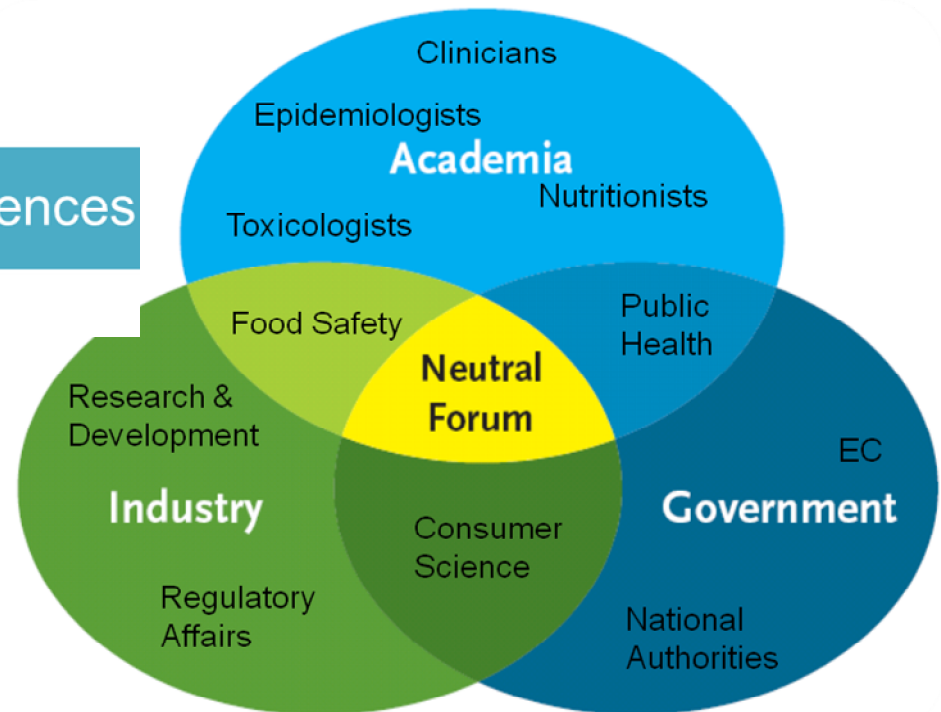 Clinicians
Epidemiologists
Academia
ences
Nutritionists
Toxicologists
Food Safety
Public
Health
Neutral
Forum
Research &
Development
EC
Industry
Government
Consumer
Science
Regulatory
Affairs
National
Authorities